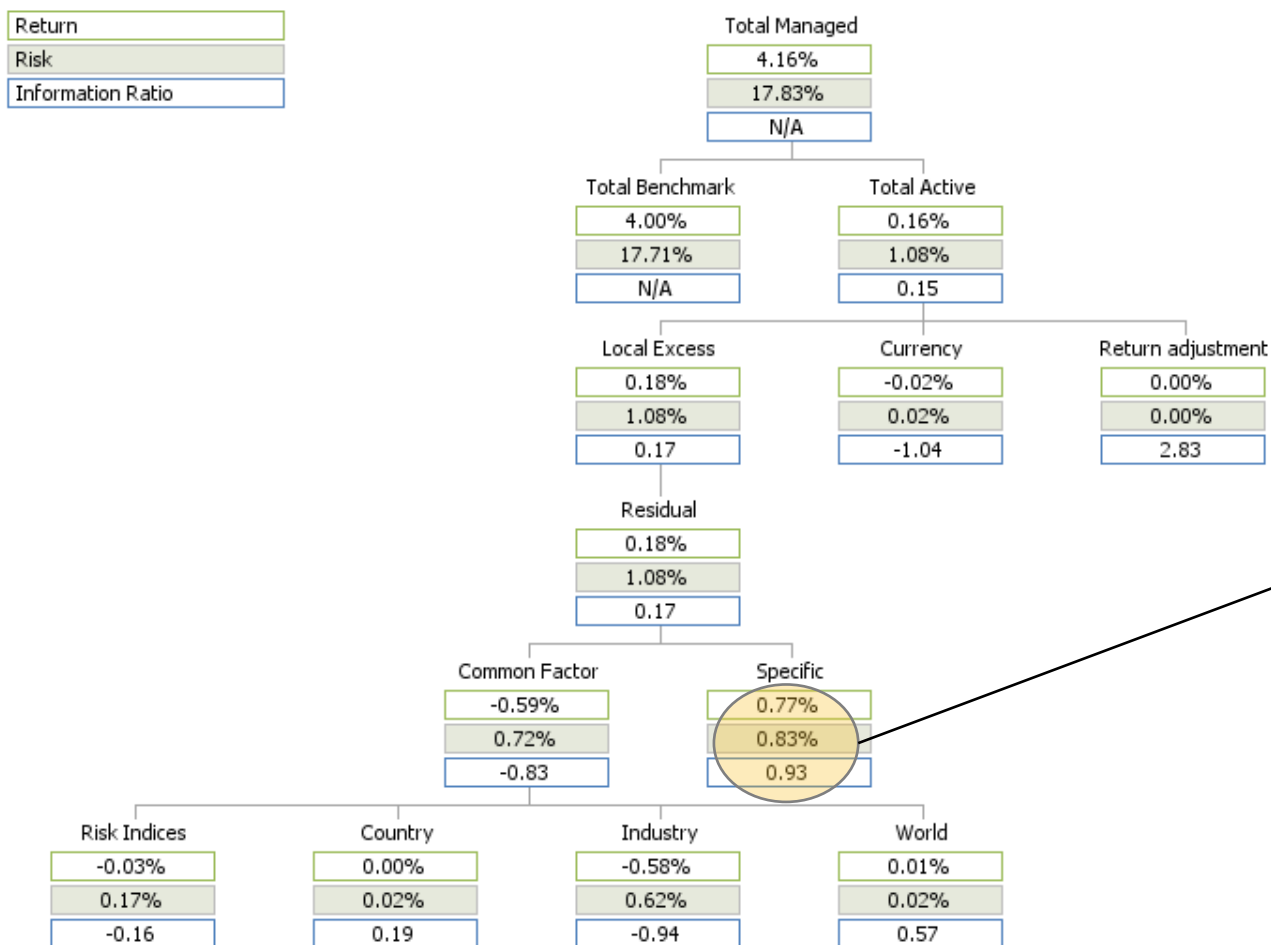 Return
Risk
Information Ratio
Total Managed
4.16%
17.83%
N/A
Total Benchmark
4.00%
17.71%
N/A
Total Active
0.16%
1.08%
0.15
Local Excess
0.18%
1.08%
0.17
Currency
-0.02%
0.02%
-1.04
Return adjustment
0.00%
0.00%
2.83
Residual
0.18%
1.08%
0.17
Common Factor
-0.59%
0.72%
-0.83
Specific
0.77%
0.83%
0.93
Risk Indices
-0.03%
0.17%
-0.16
Country
0.00%
0.02%
0.19
Industry
-0.58%
0.62%
-0.94
World
0.01%
0.02%
0.57